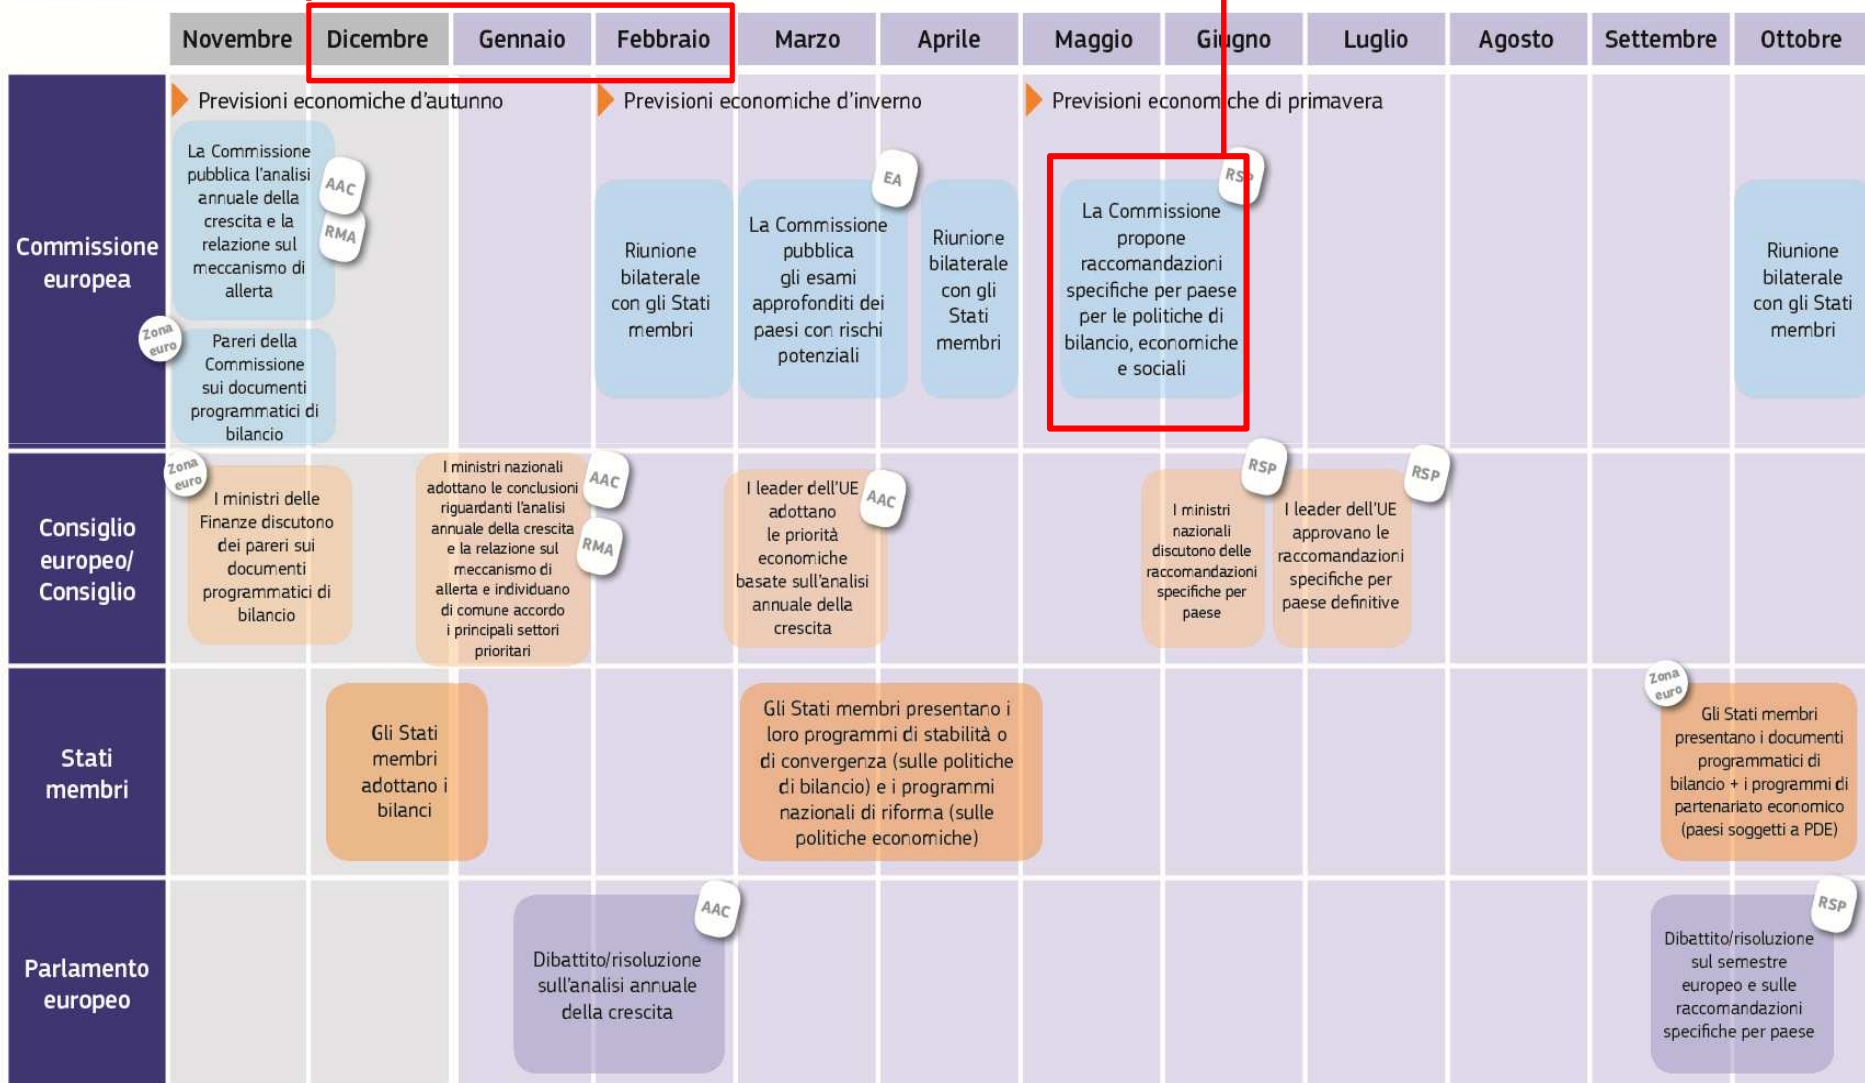 Novembre
Dicembre
Gennaio
Febbraio
Marzo
Aprile
Maggio
Giugno
Luglio
Agosto
Settembre
Ottobre
Commissione
europea
Previsioni economiche d'autunno
Previsioni economiche d'inverno
Previsioni economiche di primavera
La Commissione
pubblica l'analisi
annuale della
crescita e la
relazione sul
meccanismo di
allerta
AAC
RMA
Zona
euro
Pareri della
Commissione
sui documenti
programmatici di
bilancio
Riunione
bilaterale
con gli Stati
membri
EA
La Commissione
pubblica
gli esami
approfonditi dei
paesi con rischi
potenziali
Riunione
bilaterale
con gli
Stati
membri
RSP
La Commissione
propone
raccomandazioni
specifiche per paese
per le politiche di
bilancio, economiche
e sociali
Riunione
bilaterale
con gli Stati
membri
Consiglio
europeo/
Consiglio
Zona
euro
I ministri delle
Finanze discutono
dei pareri sui
documenti
programmatici di
bilancio
I ministri nazionali
adottano le conclusioni
riguardanti l'analisi
annuale della crescita
e la relazione sul
meccanismo di
allerta e individuano
di comune accordo
i principali settori
prioritari
AAC
RMA
I leader dell'UE
adottano
le priorità
economiche
basate sull'analisi
annuale della
crescita
AAC
I ministri
nazionali
discutono delle
raccomandazioni
specifiche per
paese
RSP
I leader dell'UE
approvano le
raccomandazioni
specifiche per
paese definitive
RSP
Stati
membri
Gli Stati
membri
adottano i
bilanci
Gli Stati membri presentano i
loro programmi di stabilità o
di convergenza (sulle politiche
di bilancio) e i programmi
nazionali di riforma (sulle
politiche economiche)
Zona
euro
Gli Stati membri
presentano i documenti
programmatici di
bilancio + i programmi di
partenariato economico
(paesi soggetti a PDE)
Parlamento
europeo
AAC
Dibattito/risoluzione
sull'analisi annuale
della crescita
RSP
Dibattito/risoluzione
sul semestre
europeo e sulle
raccomandazioni
specifiche per paese